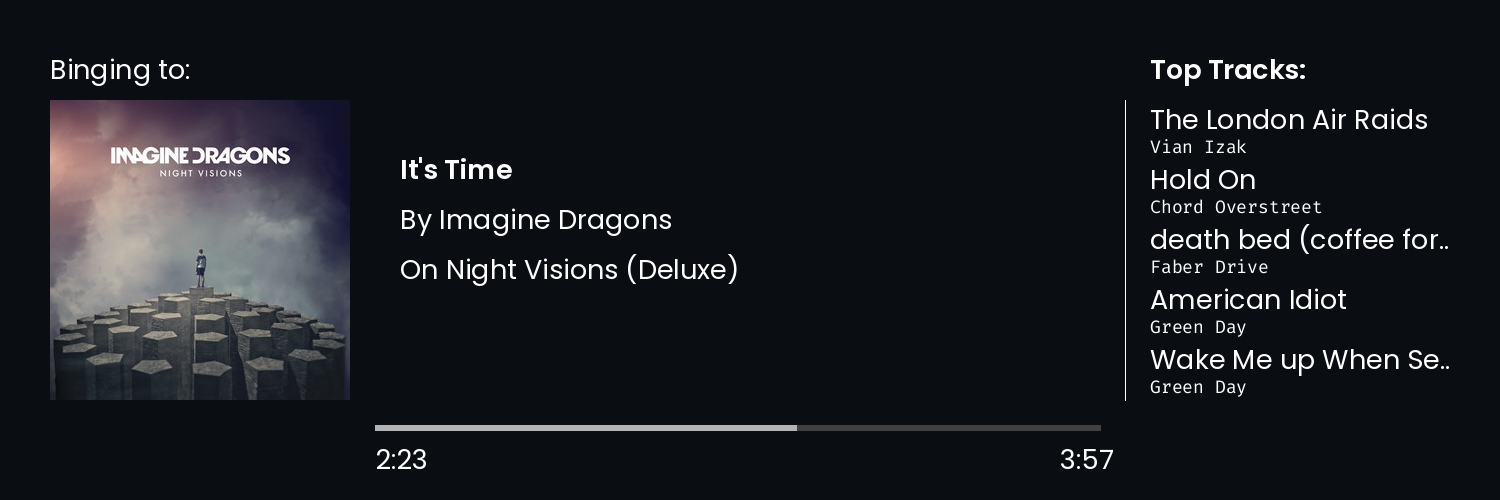 Binging to:
IMAGINE DRAGONS
NIGHT VISIONS
It's Time
By Imagine Dragons
On Night Visions (Deluxe)
2:23
3:57
Top Tracks:
The London Air Raids
Vian Izak
Hold On
Chord Overstreet
death bed (coffee for..
Faber Drive
American Idiot
Green Day
Wake Me up When Se..
Green Day